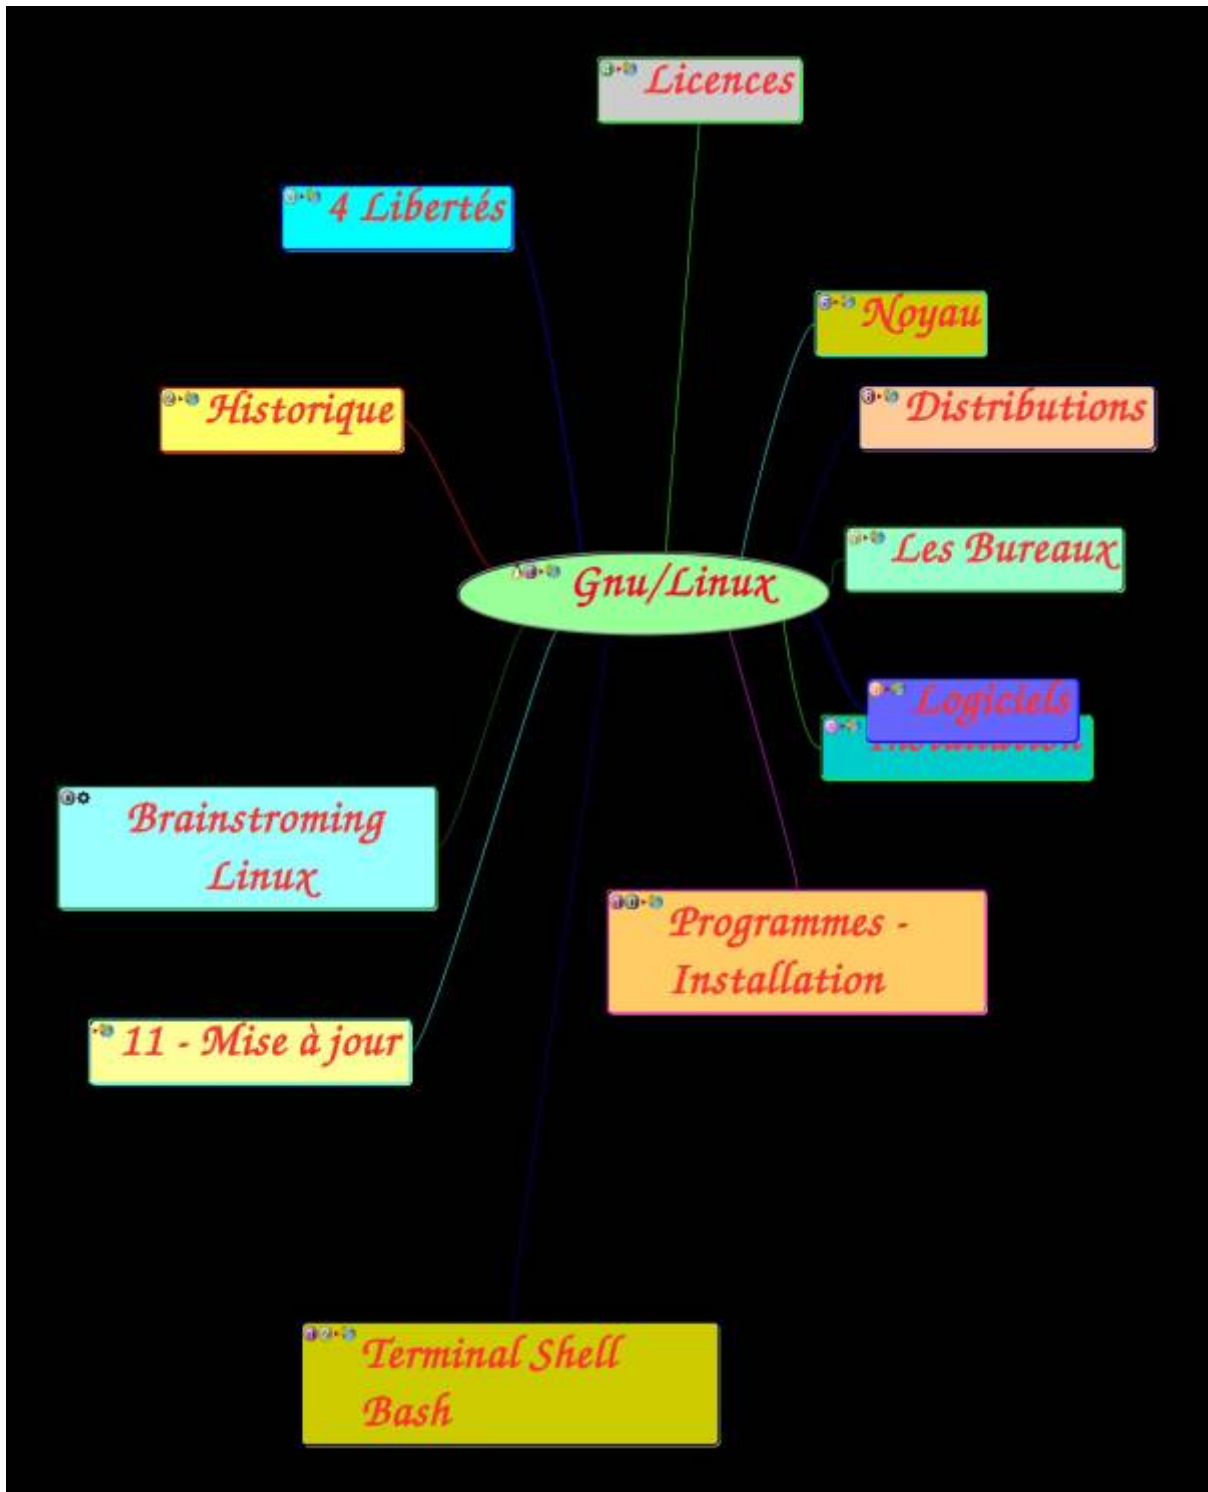 Licences
4 Libertés
Noyau
Historique
Distributions
Les Bureaux
Gnu/Linux
Logiciels
Installation
Brainstroming
Linux
Programmes -
Installation
11 - Mise à jour
Terminal Shell
Bash